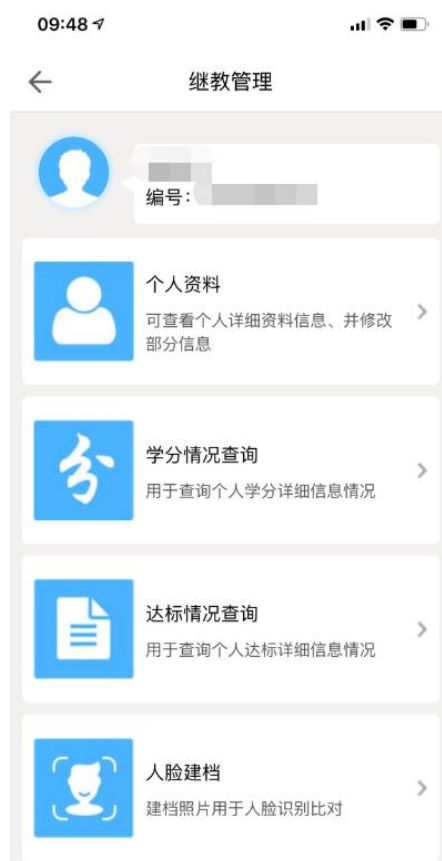 09:48
继教管理
编号:
个人资料
可查看个人详细资料信息、并修改
部分信息
分
学分情况查询
用于查询个人学分详细信息情况
达标情况查询
用于查询个人达标详细信息情况
人脸建档
建档照片用于人脸识别比对